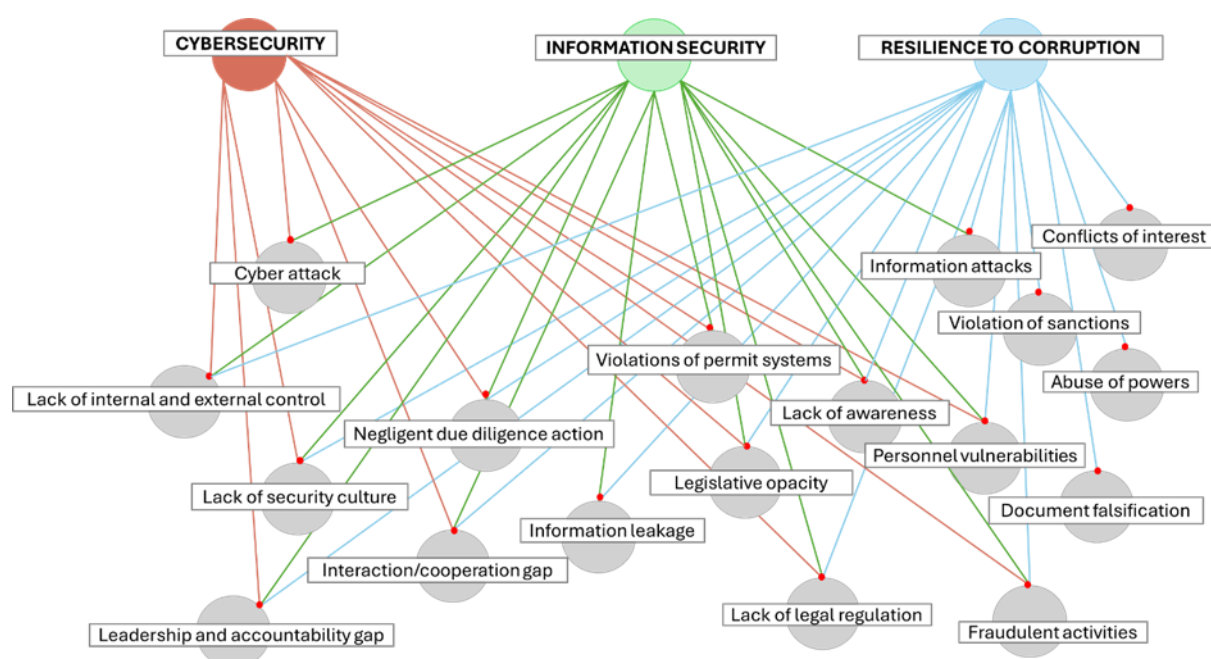 CYBERSECURITY
INFORMATION SECURITY
RESILIENCE TO CORRUPTION
Conflicts of interest
Cyber attack
Information attacks
Violation of sanctions
Violations of permit systems
Abuse of powers
Lack of internal and external control
Lack of awareness
Negligent due diligence action
Personnel vulnerabilities
Legislative opacity
Lack of security culture
Document falsification
Information leakage
Interaction/cooperation gap
Lack of legal regulation
Leadership and accountability gap
Fraudulent activities